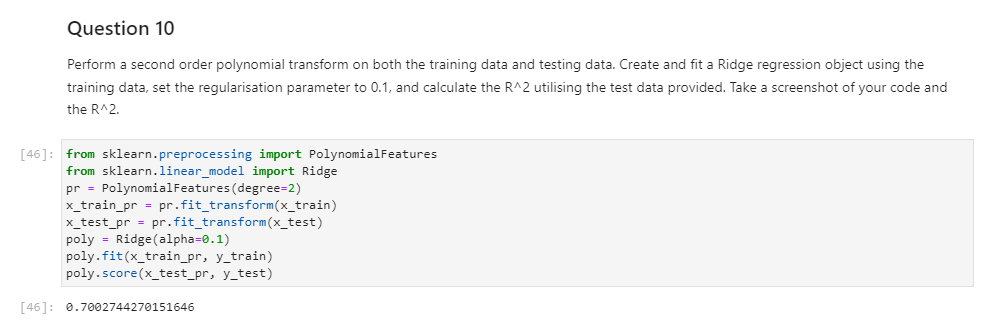 Question 10
Perform a second order polynomial transform on both the training data and testing data. Create and fit a Ridge regression object using the
training data, set the regularisation parameter to 0.1, and calculate the R^2 utilising the test data provided. Take a screenshot of your code and
the R^2.
[46]: from sklearn.preprocessing import PolynomialFeatures
from sklearn.linear_model import Ridge
pr = PolynomialFeatures(degree=2)
x_train_pr = pr.fit_transform(x_train)
x_test_pr = pr.fit_transform(x_test)
poly = Ridge(alpha=0.1)
poly.fit(x_train_pr, y_train)
poly.score(x_test_pr, y_test)
[46]: 0.7002744270151646